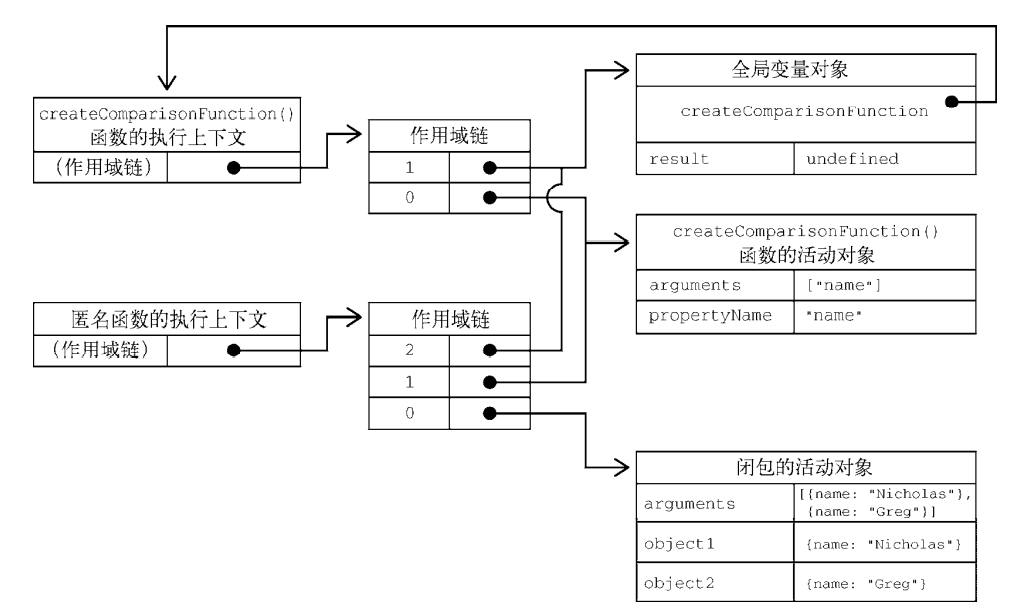 全局变量对象
createComparisonFunction
result undefined
createComparisonFunction()
函数的执行上下文
(作用域链)
作用域链
1
0
createComparisonFunction()
函数的活动对象
arguments ["name"]
propertyName "name"
匿名函数的执行上下文
(作用域链)
作用域链
2
1
0
闭包的活动对象
arguments [{name: "Nicholas"},
{name: "Greg"}]
object1 {name: "Nicholas"}
object2 {name: "Greg"}